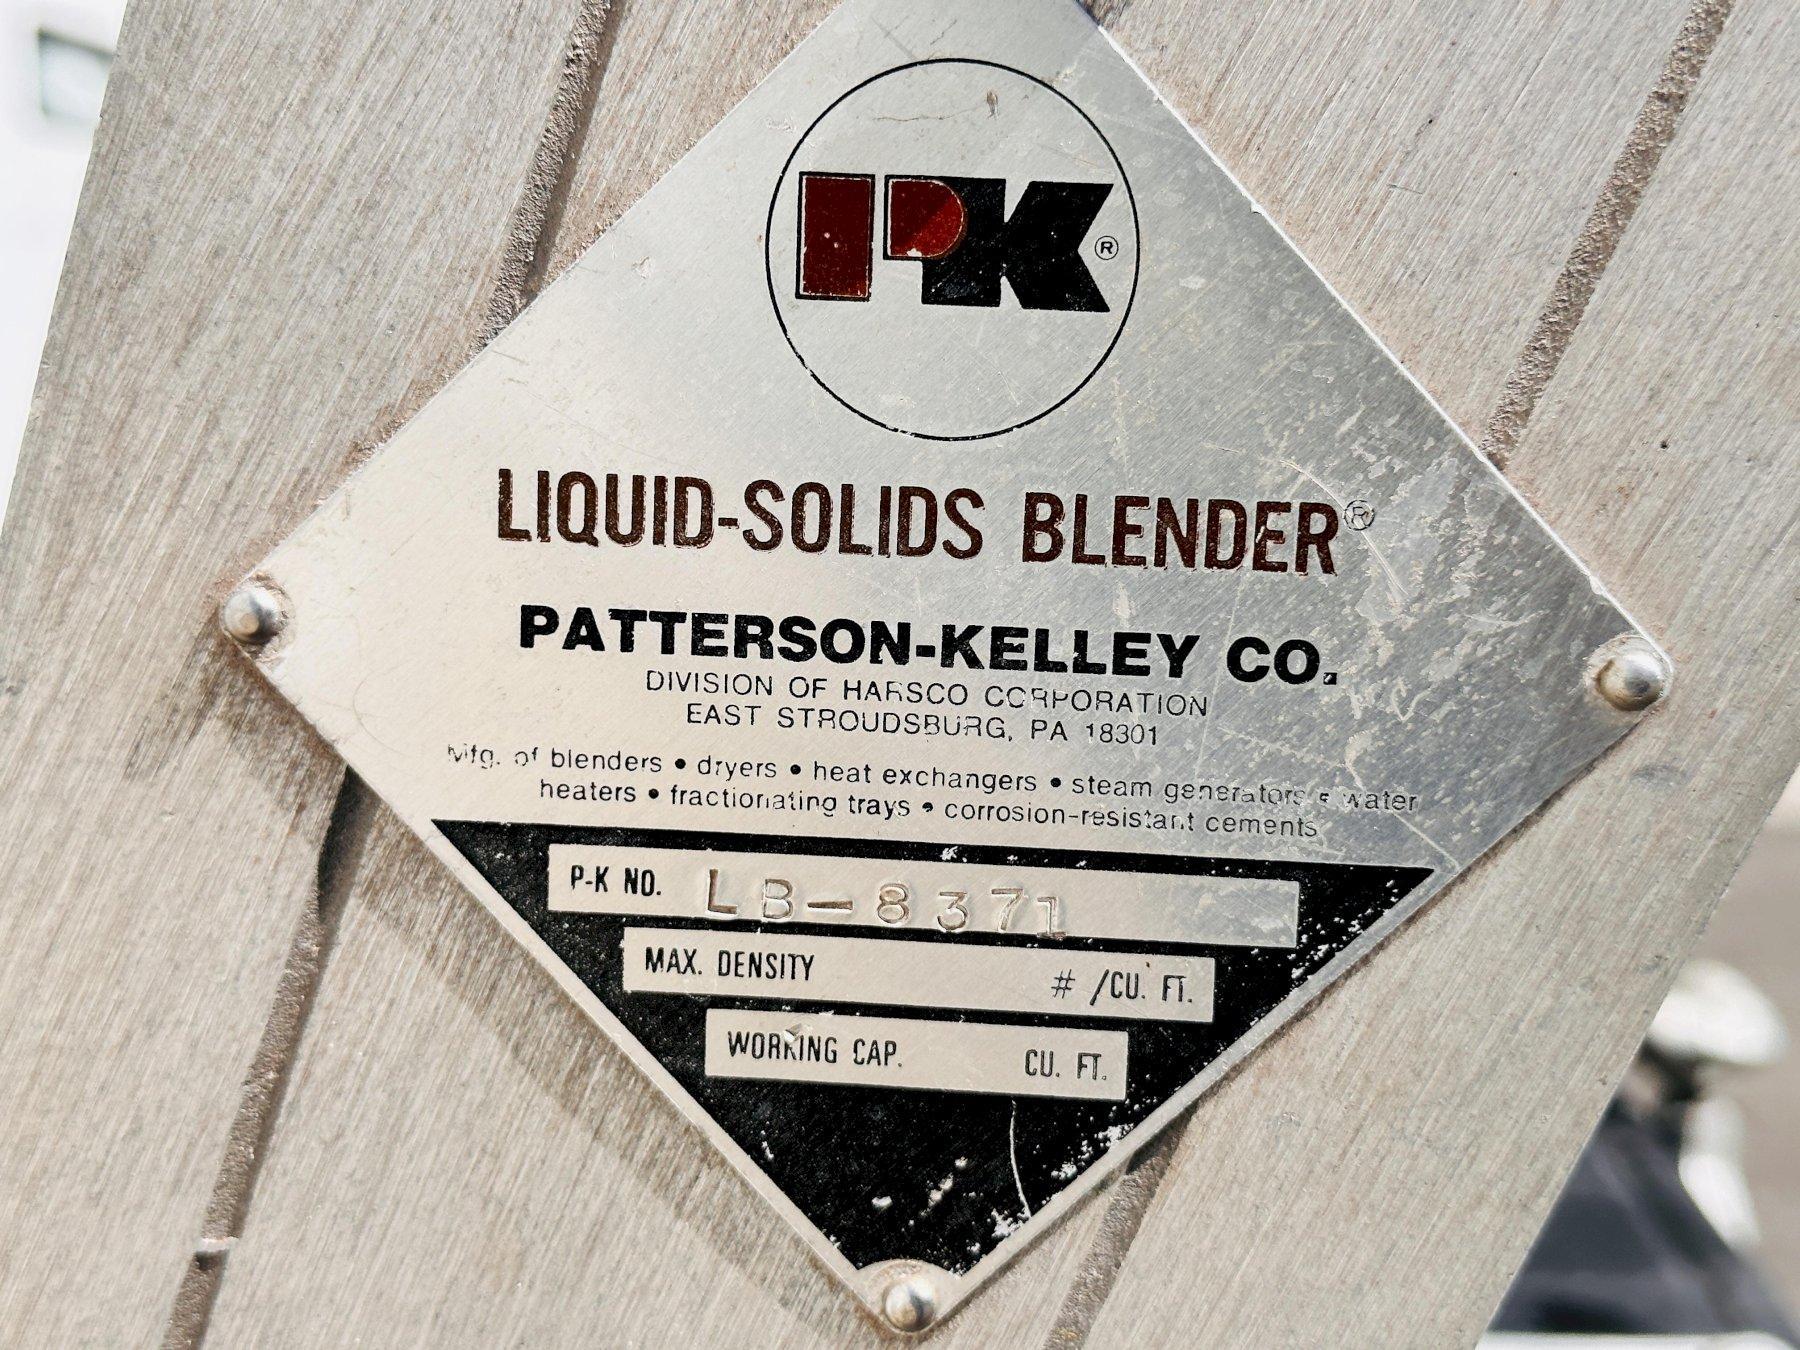 PK®
LIQUID-SOLIDS BLENDER®
PATTERSON-KELLEY CO.
DIVISION OF HARSCO CORPORATION
EAST STROUDSBURG, PA 18301
Mfg. of blenders • dryers • heat exchangers • steam generators • water
heaters • fractionating trays • corrosion-resistant cements
P-K NO. LB-8371
MAX. DENSITY # /CU. FT.
WORKING CAP. CU. FT.